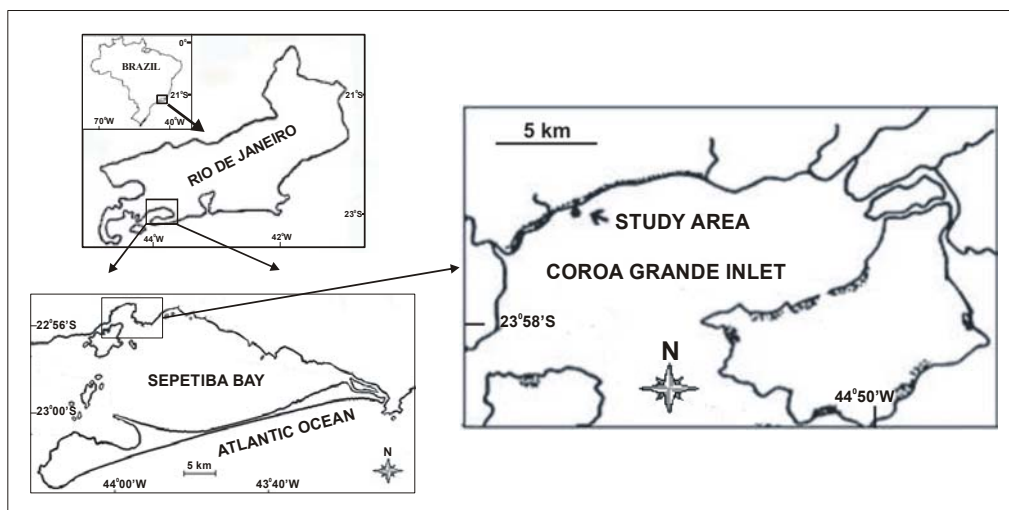 0°
BRAZIL
21°S
70°W
40°W
21°S
RIO DE JANEIRO
23°S
44°W
42°W
22°56'S
SEPETIBA BAY
23°00'S
ATLANTIC OCEAN
N
5 km
44°00'W
43°40'W
5 km
STUDY AREA
COROA GRANDE INLET
23°58'S
N
44°50'W